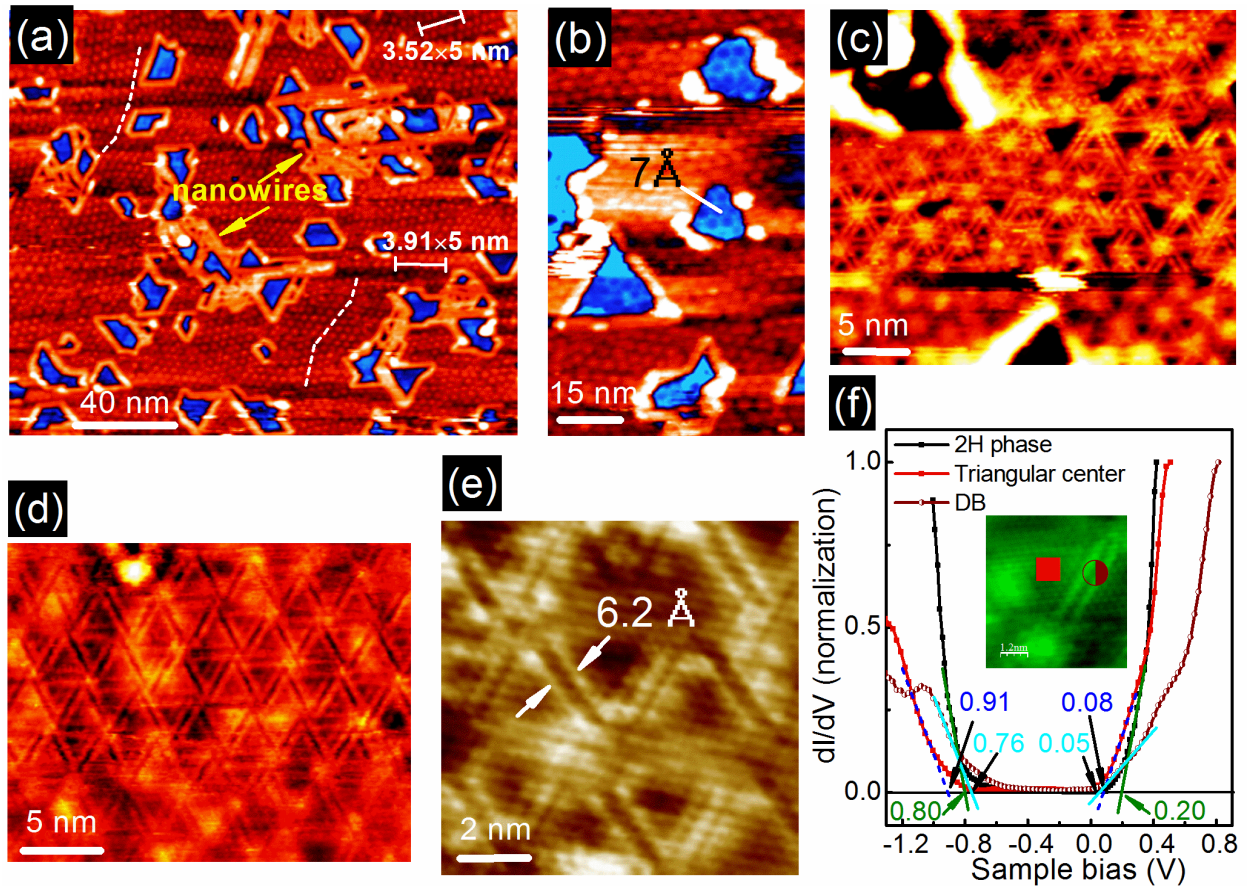 (a)
3.52×5 nm
nanowires
3.91×5 nm
40 nm
(b)
7Å
15 nm
(c)
5 nm
(d)
5 nm
(e)
6.2 Å
2 nm
(f)
2H phase
Triangular center
DB
1.0
0.5
0.0
dI/dV (normalization)
1.2nm
0.91
0.08
0.76
0.05
0.80
0.20
-1.2
-0.8
-0.4
0.0
0.4
0.8
Sample bias (V)